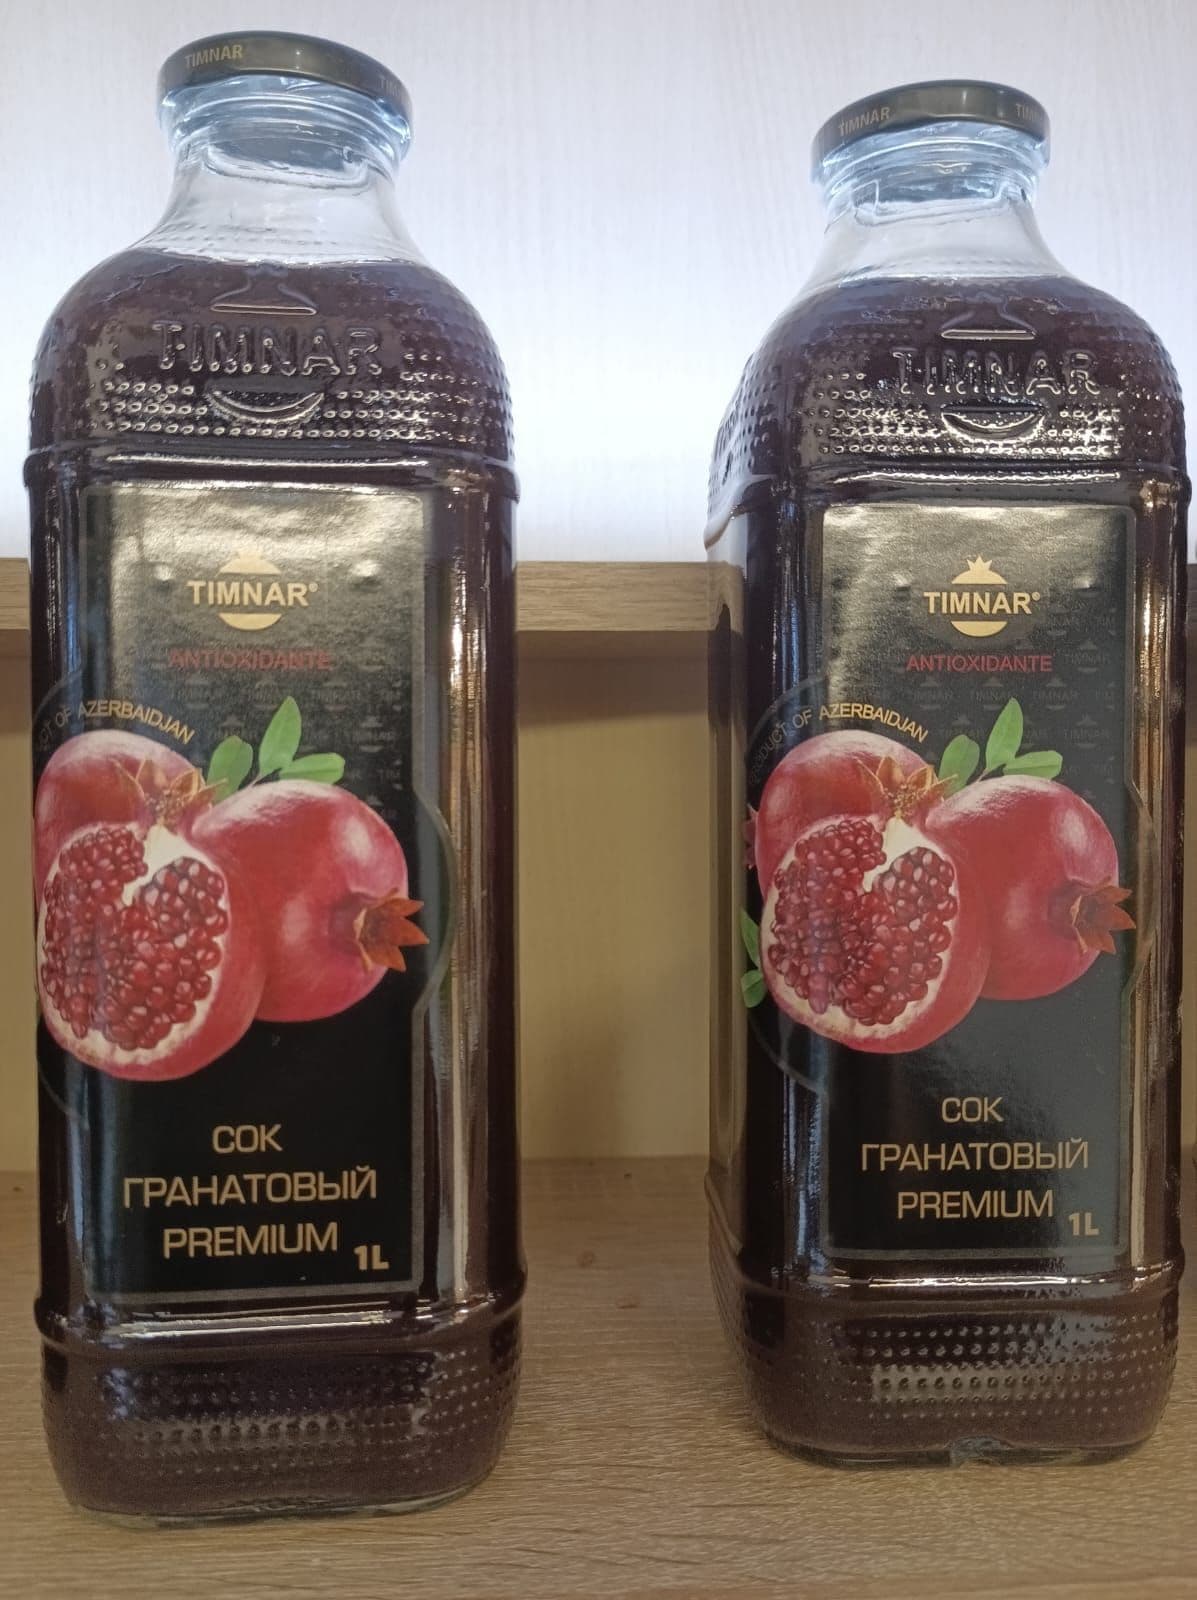 TIMNAR
TIMNAR
TIMNAR®
ANTIOXIDANTE
OF AZERBAIDJAN
СОК
ГРАНАТОВЫЙ
PREMIUM
1L
TIMNAR
TIMNAR
TIMNAR®
ANTIOXIDANTE
PRODUCT OF AZERBAIDJAN
СОК
ГРАНАТОВЫЙ
PREMIUM
1L